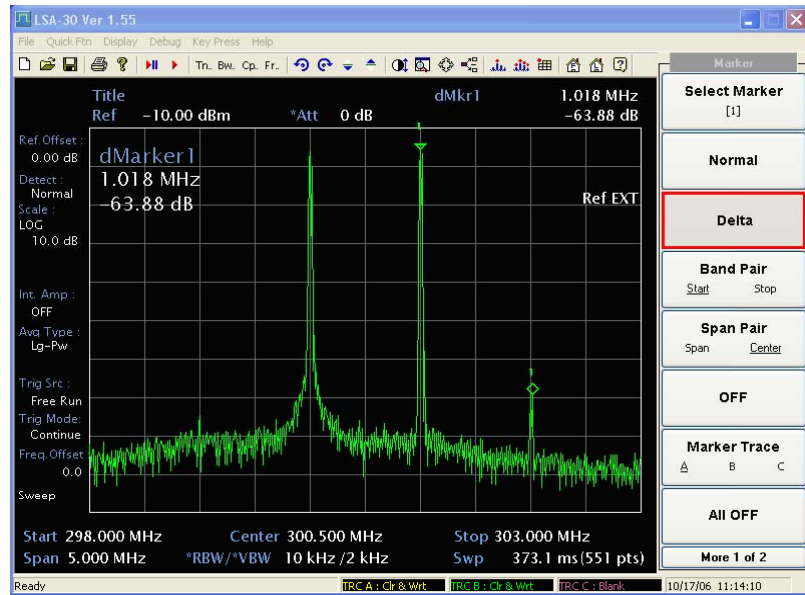 LSA-30 Ver 1.55
File Quick Ftn Display Debug Key Press Help
Tn.. Bw.. Cp.. Fr..
Marker
Title dMkr1 1.018 MHz
Ref -10.00 dBm *Att 0 dB -63.88 dB
1
Ref.Offset :
0.00 dB
dMarker1
1.018 MHz
-63.88 dB
Ref EXT
Detect :
Normal
Scale :
LOG
10.0 dB
Int. Amp :
OFF
Avg Type :
Lg-Pw
Trig Src :
Free Run
Trig Mode:
Continue
Freq.Offset
0.0
Sweep
1
Start 298.000 MHz Center 300.500 MHz Stop 303.000 MHz
Span 5.000 MHz *RBW/*VBW 10 kHz /2 kHz Swp 373.1 ms(551 pts)
Select Marker
[1]
Normal
Delta
Band Pair
Start Stop
Span Pair
Span Center
OFF
Marker Trace
A B C
All OFF
More 1 of 2
Ready TRC A : Clr & Wrt TRC B : Clr & Wrt TRC C : Blank 10/17/06 11:14:10